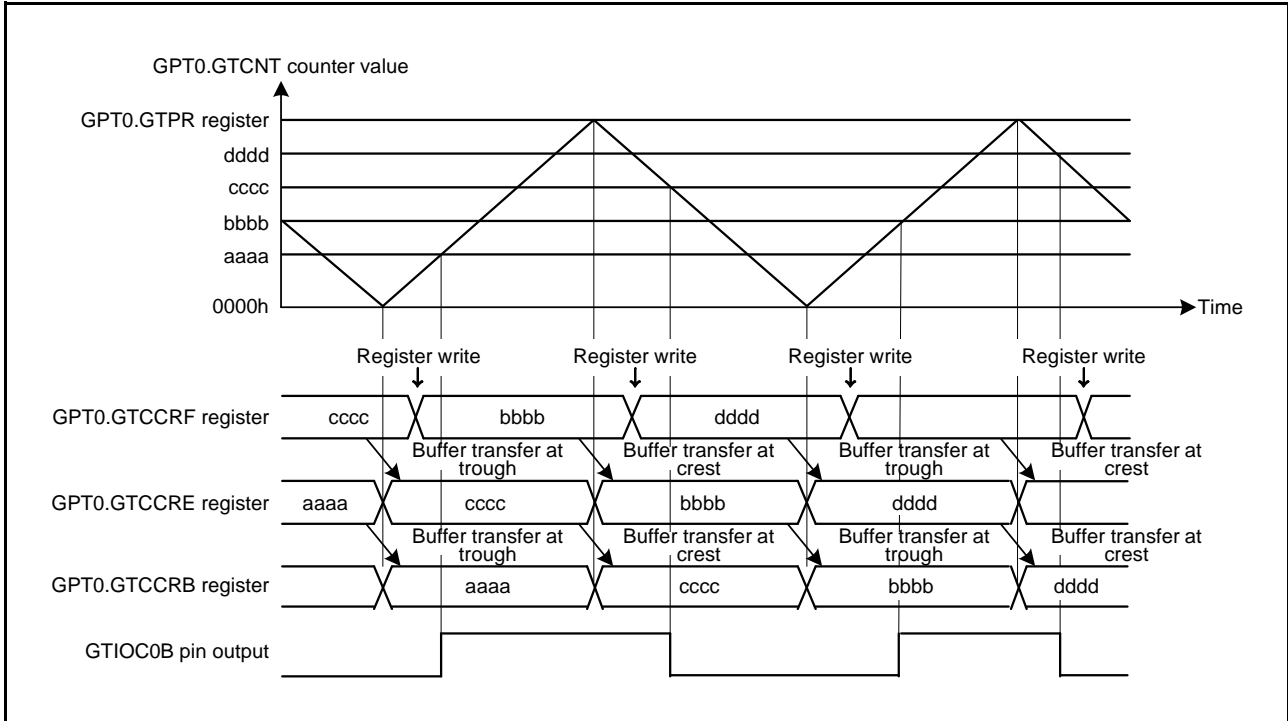 GPT0.GTCNT counter value
GPT0.GTPR register
dddd
cccc
bbbb
aaaa
0000h
Time
Register write
Register write
Register write
Register write
GPT0.GTCCRF register
cccc
bbbb
dddd
Buffer transfer at
trough
Buffer transfer at
crest
Buffer transfer at
trough
Buffer transfer at
crest
GPT0.GTCCRE register
aaaa
cccc
bbbb
dddd
Buffer transfer at
trough
Buffer transfer at
crest
Buffer transfer at
trough
Buffer transfer at
crest
GPT0.GTCCRB register
aaaa
cccc
bbbb
dddd
GTIOC0B pin output